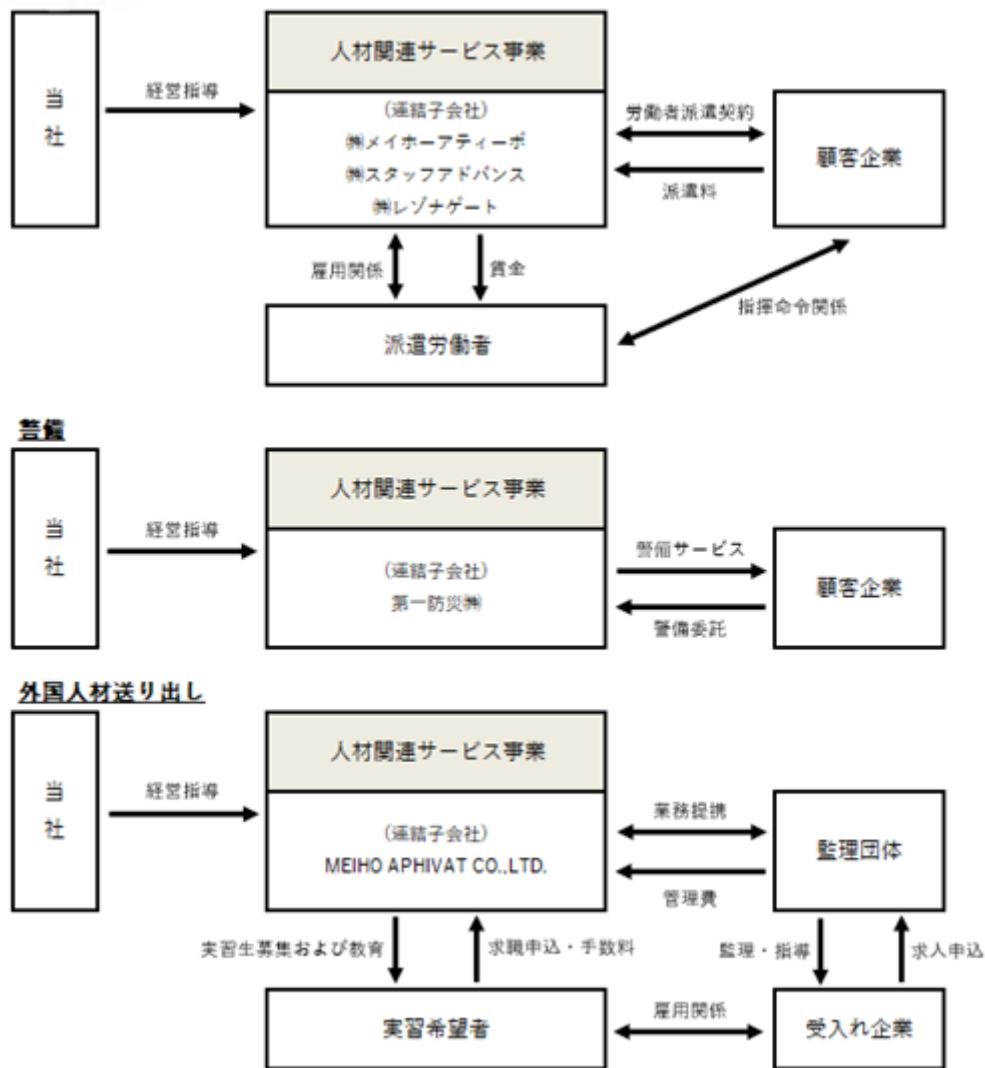 人材関連サービス事業
当
社
経営指導
(連結子会社)
㈱メイホーアティーボ
㈱スタッフアドバンス
㈱レゾナゲート
労働者派遣契約
派遣料
顧客企業
雇用関係
賃金
指揮命令関係
派遣労働者
警備
人材関連サービス事業
当
社
経営指導
(連結子会社)
第一防災㈱
警備サービス
警備委託
顧客企業
外国人材送り出し
人材関連サービス事業
当
社
経営指導
(連結子会社)
MEIHO APHIVAT CO.,LTD.
業務提携
管理費
監理団体
実習生募集および教育
求職申込・手数料
監理・指導
求人申込
実習希望者
雇用関係
受入れ企業